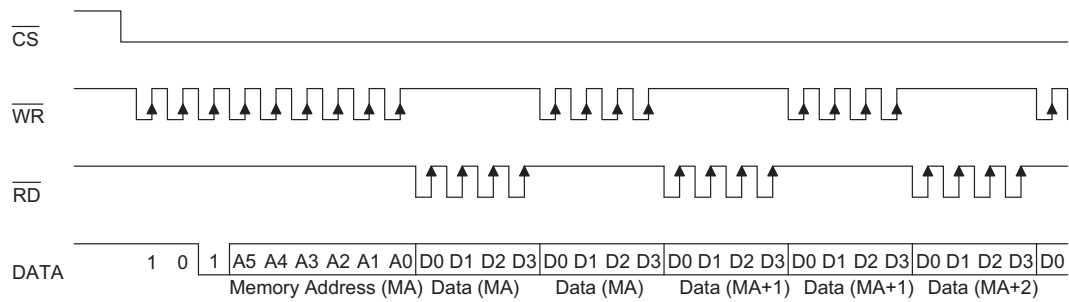 CS
WR
RD
DATA 1 0 1 A5 A4 A3 A2 A1 A0 D0 D1 D2 D3 D0 D1 D2 D3 D0 D1 D2 D3 D0 D1 D2 D3 D0 D1 D2 D3 D0
Memory Address (MA) Data (MA) Data (MA) Data (MA+1) Data (MA+1) Data (MA+2)